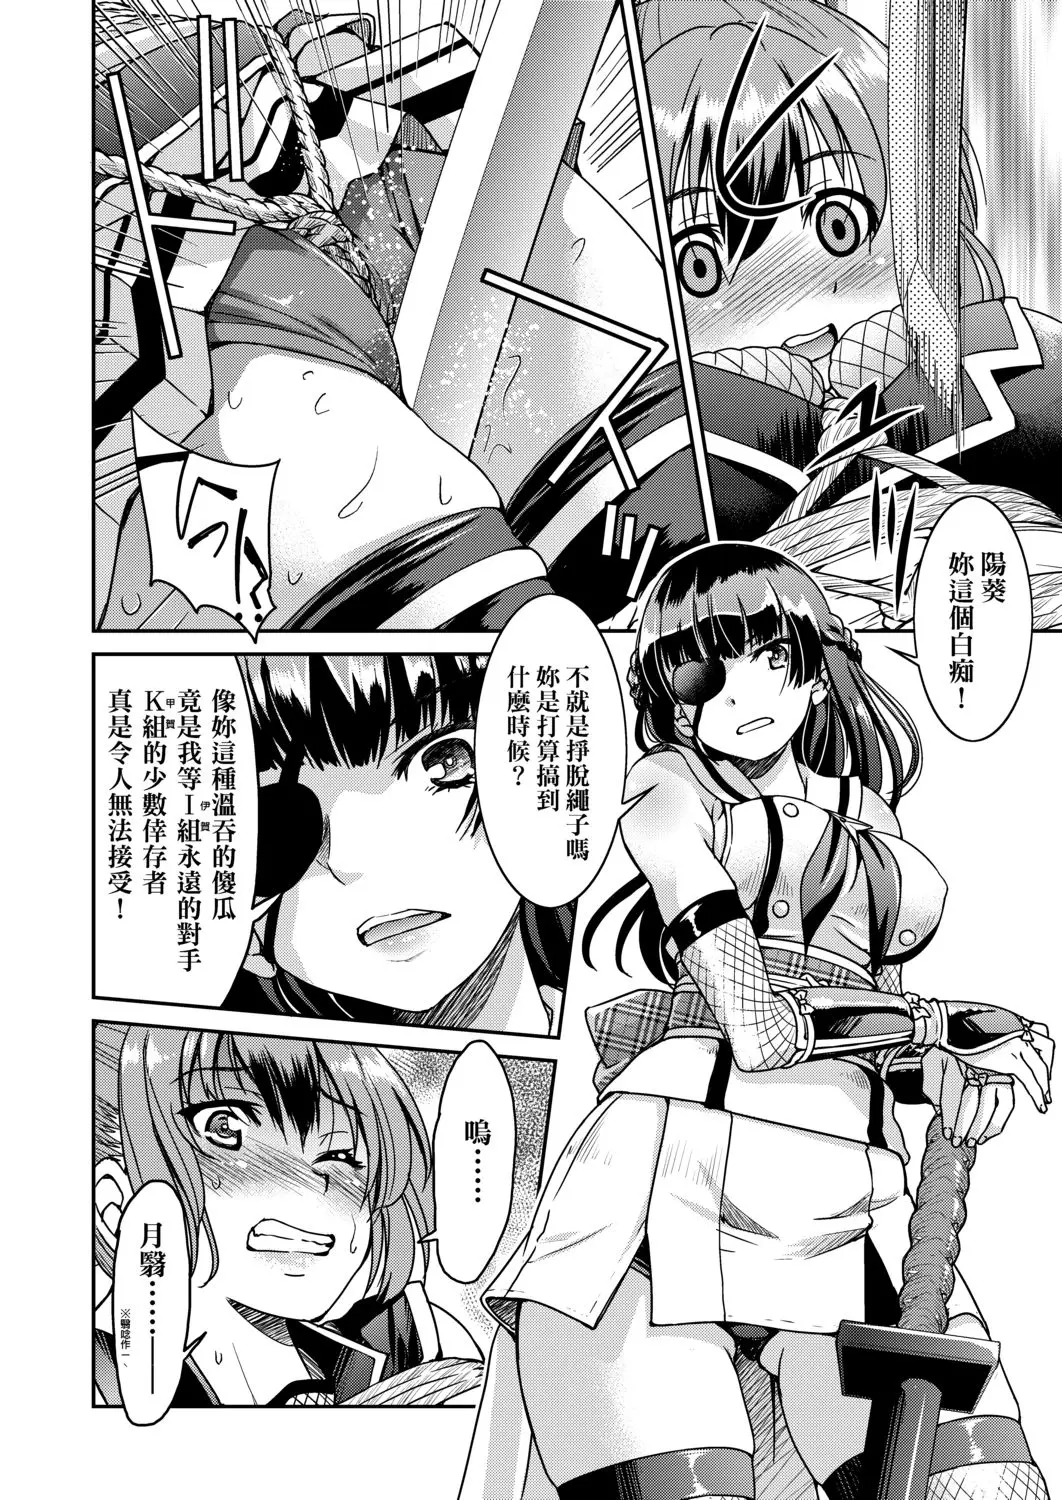 陽葵
妳這個白痴！
不就是掙脫繩子嗎
妳是打算搞到
什麼時候？
像妳這種溫吞的傻瓜
竟是我等I組永遠的對手
伊賀
K組的少數倖存者
甲賀
真是令人無法接受！
嗚……
月翳……──
※翳唸作一ˋ